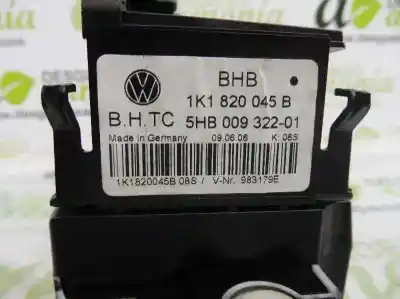 BHB
1K1 820 045 B
B.H.TC 5HB 009 322-01
Made in Germany 09.06.06 K: 08S
1K1820045B 08S / V-Nr. 983179E